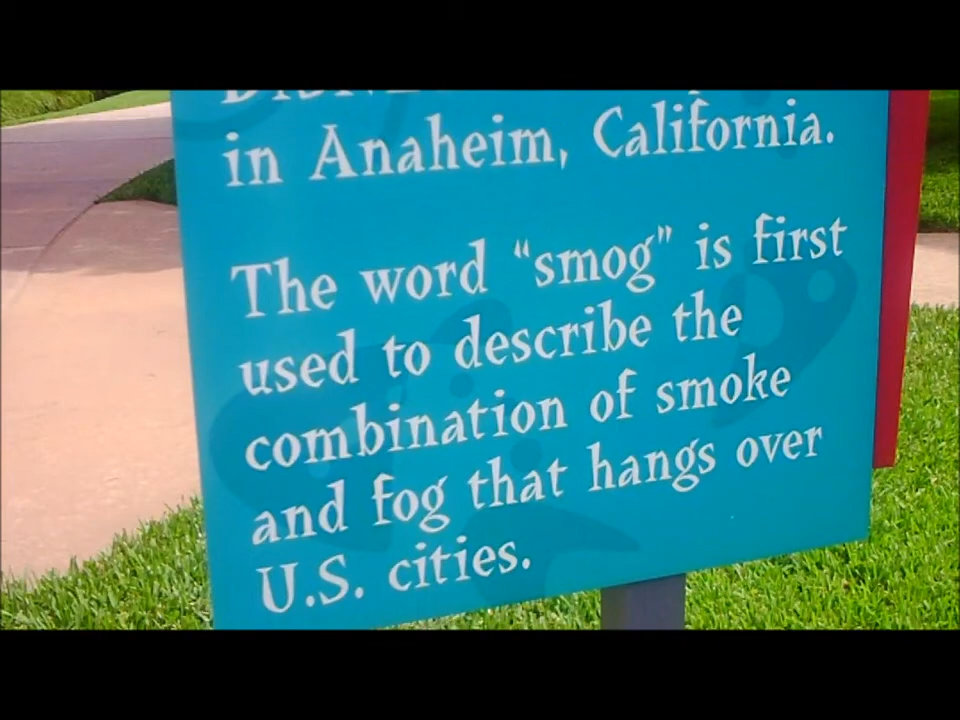 in Anaheim, California.
The word “smog” is first
used to describe the
combination of smoke
and fog that hangs over
U.S. cities.